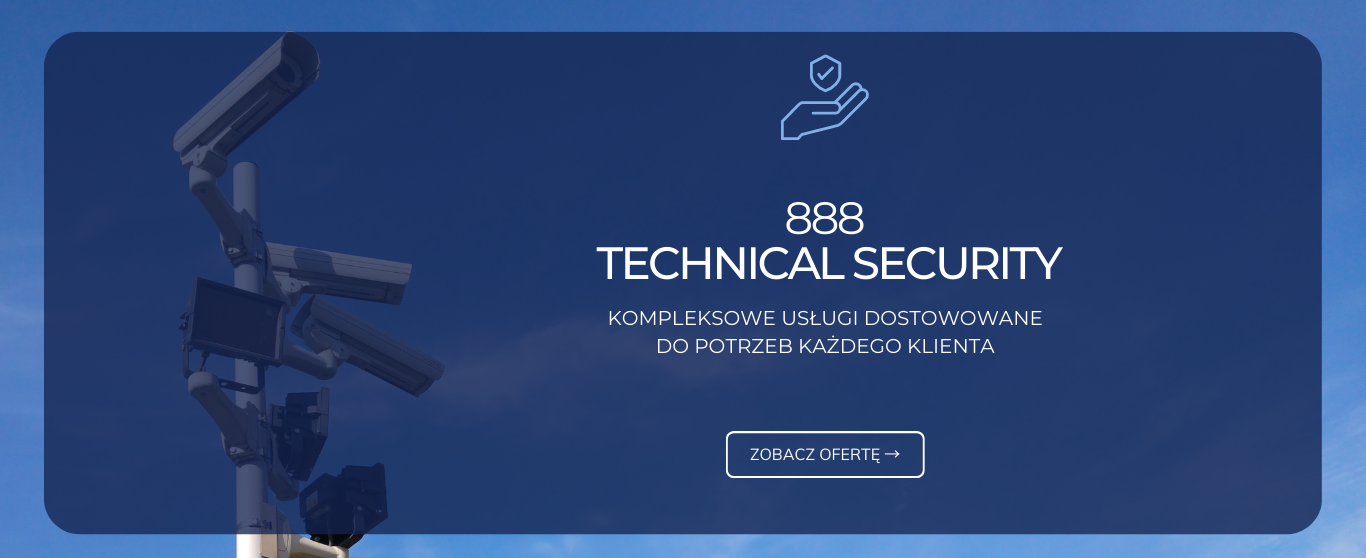 888
TECHNICAL SECURITY
KOMPLEKSOWE USŁUGI DOSTOWOWANE
DO POTRZEB KAŻDEGO KLIENTA
ZOBACZ OFERTĘ →